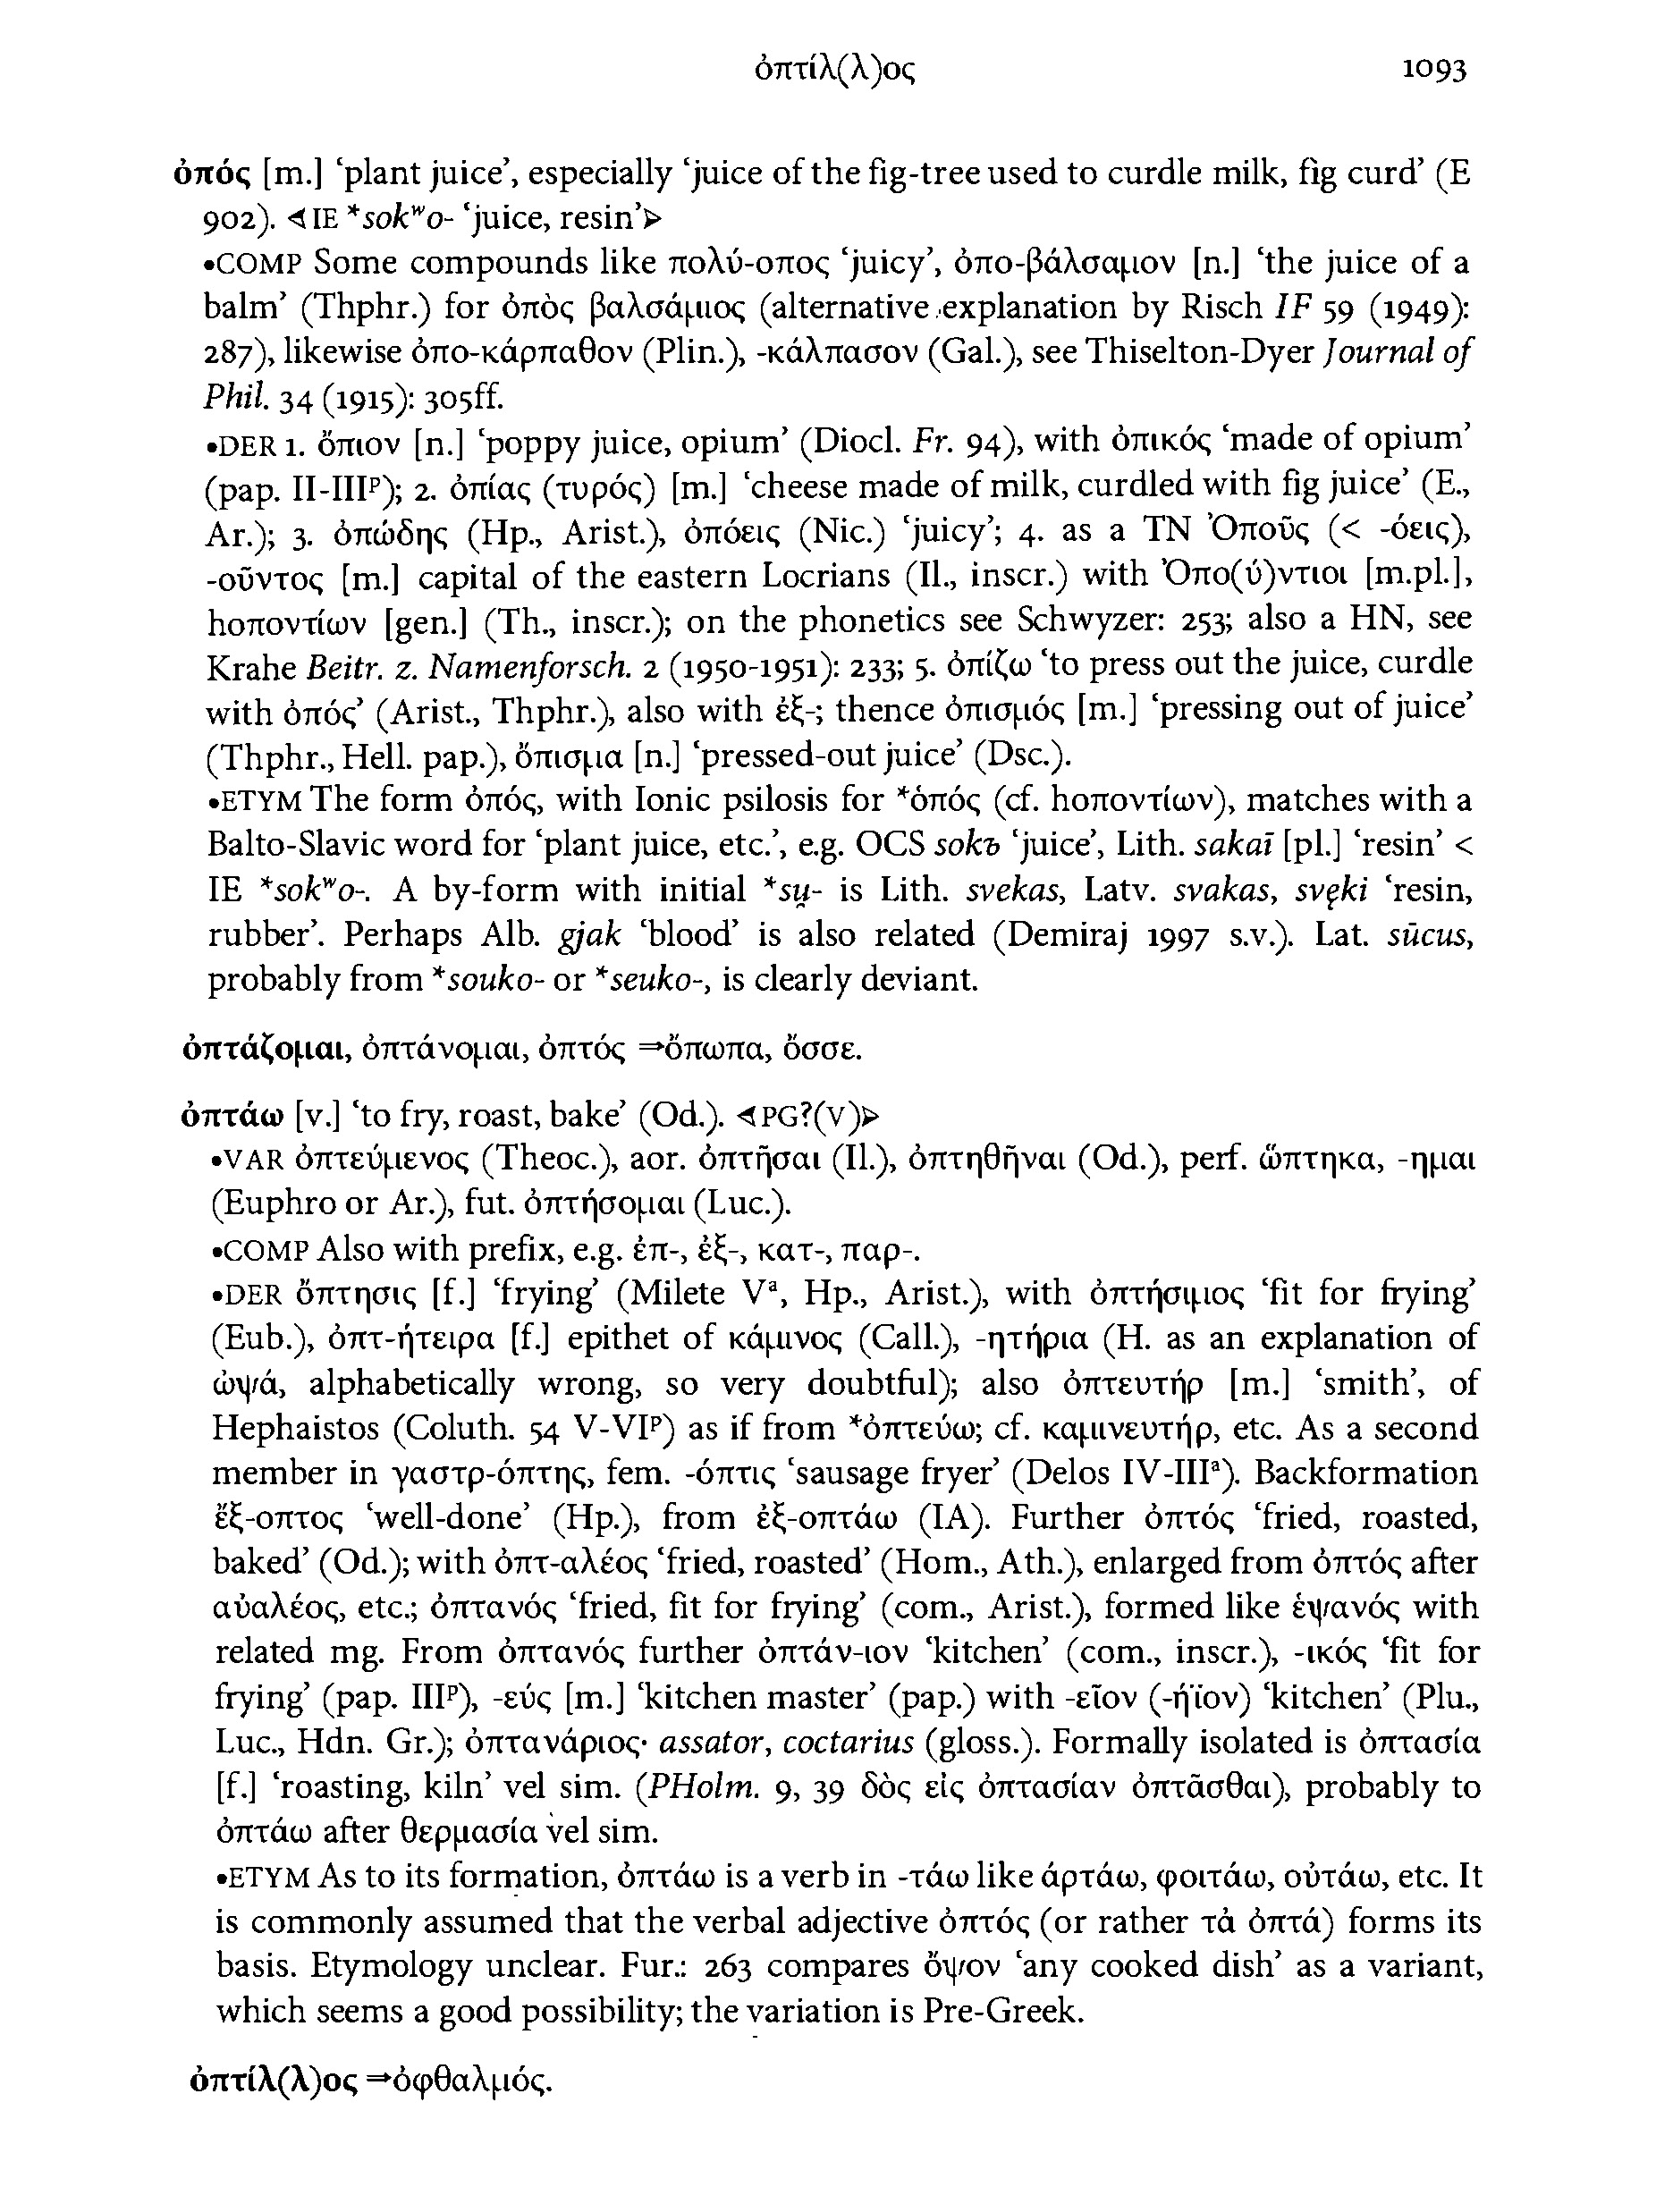 ὀπτίλ(λ)ος 1093
ὀπός [m.] ‘plant juice’, especially ‘juice of the fig-tree used to curdle milk, fig curd’ (E
902). ◁IE *sokʷo- ‘juice, resin’▷
•COMP Some compounds like πολύ-οπος ‘juicy’, ὀπο-βάλσαμον [n.] ‘the juice of a
balm’ (Thphr.) for ὀπὸς βαλσάμιος (alternative explanation by Risch IF 59 (1949):
287), likewise ὀπο-κάρπαθον (Plin.), -κάλπασον (Gal.), see Thiselton-Dyer Journal of
Phil. 34 (1915): 305ff.
•DER 1. ὄπιον [n.] ‘poppy juice, opium’ (Diocl. Fr. 94), with ὀπικός ‘made of opium’
(pap. II-IIIᵖ); 2. ὀπίας (τυρός) [m.] ‘cheese made of milk, curdled with fig juice’ (E.,
Ar.); 3. ὀπώδης (Hp., Arist.), ὀπόεις (Nic.) ‘juicy’; 4. as a TN Ὀποῦς (< -όεις),
-οῦντος [m.] capital of the eastern Locrians (Il., inscr.) with Ὀπο(ύ)ντιοι [m.pl.],
hοποντίων [gen.] (Th., inscr.); on the phonetics see Schwyzer: 253; also a HN, see
Krahe Beitr. z. Namenforsch. 2 (1950-1951): 233; 5. ὀπίζω ‘to press out the juice, curdle
with ὀπός’ (Arist., Thphr.), also with ἐξ-; thence ὀπισμός [m.] ‘pressing out of juice’
(Thphr., Hell. pap.), ὄπισμα [n.] ‘pressed-out juice’ (Dsc.).
•ETYM The form ὀπός, with Ionic psilosis for *ὁπός (cf. hοποντίων), matches with a
Balto-Slavic word for ‘plant juice, etc.’, e.g. OCS sokъ ‘juice’, Lith. sakaĩ [pl.] ‘resin’ <
IE *sokʷo-. A by-form with initial *su̯- is Lith. svekas, Latv. svakas, svęki ‘resin,
rubber’. Perhaps Alb. gjak ‘blood’ is also related (Demiraj 1997 s.v.). Lat. sūcus,
probably from *souko- or *seuko-, is clearly deviant.
ὀπτάζομαι, ὀπτάνομαι, ὀπτός ⇒ὄπωπα, ὄσσε.
ὀπτάω [v.] ‘to fry, roast, bake’ (Od.). ◁PG?(V)▷
•VAR ὀπτεύμενος (Theoc.), aor. ὀπτῆσαι (Il.), ὀπτηθῆναι (Od.), perf. ὤπτηκα, -ημαι
(Euphro or Ar.), fut. ὀπτήσομαι (Luc.).
•COMP Also with prefix, e.g. ἐπ-, ἐξ-, κατ-, παρ-.
•DER ὄπτησις [f.] ‘frying’ (Milete Vᵃ, Hp., Arist.), with ὀπτήσιμος ‘fit for frying’
(Eub.), ὀπτ-ήτειρα [f.] epithet of κάμινος (Call.), -ητήρια (H. as an explanation of
ὠψά, alphabetically wrong, so very doubtful); also ὀπτευτήρ [m.] ‘smith’, of
Hephaistos (Coluth. 54 V-VIᵖ) as if from *ὀπτεύω; cf. καμινευτήρ, etc. As a second
member in γαστρ-όπτης, fem. -όπτις ‘sausage fryer’ (Delos IV-IIIᵃ). Backformation
ἔξ-οπτος ‘well-done’ (Hp.), from ἐξ-οπτάω (IA). Further ὀπτός ‘fried, roasted,
baked’ (Od.); with ὀπτ-αλέος ‘fried, roasted’ (Hom., Ath.), enlarged from ὀπτός after
αὐαλέος, etc.; ὀπτανός ‘fried, fit for frying’ (com., Arist.), formed like ἑψανός with
related mg. From ὀπτανός further ὀπτάν-ιον ‘kitchen’ (com., inscr.), -ικός ‘fit for
frying’ (pap. IIIᵖ), -εύς [m.] ‘kitchen master’ (pap.) with -εῖον (-ήϊον) ‘kitchen’ (Plu.,
Luc., Hdn. Gr.); ὀπτανάριος· assator, coctarius (gloss.). Formally isolated is ὀπτασία
[f.] ‘roasting, kiln’ vel sim. (PHolm. 9, 39 δὸς εἰς ὀπτασίαν ὀπτᾶσθαι), probably to
ὀπτάω after θερμασία vel sim.
•ETYM As to its formation, ὀπτάω is a verb in -τάω like ἀρτάω, φοιτάω, οὐτάω, etc. It
is commonly assumed that the verbal adjective ὀπτός (or rather τὰ ὀπτά) forms its
basis. Etymology unclear. Fur.: 263 compares ὄψον ‘any cooked dish’ as a variant,
which seems a good possibility; the variation is Pre-Greek.
ὀπτίλ(λ)ος ⇒ὀφθαλμός.